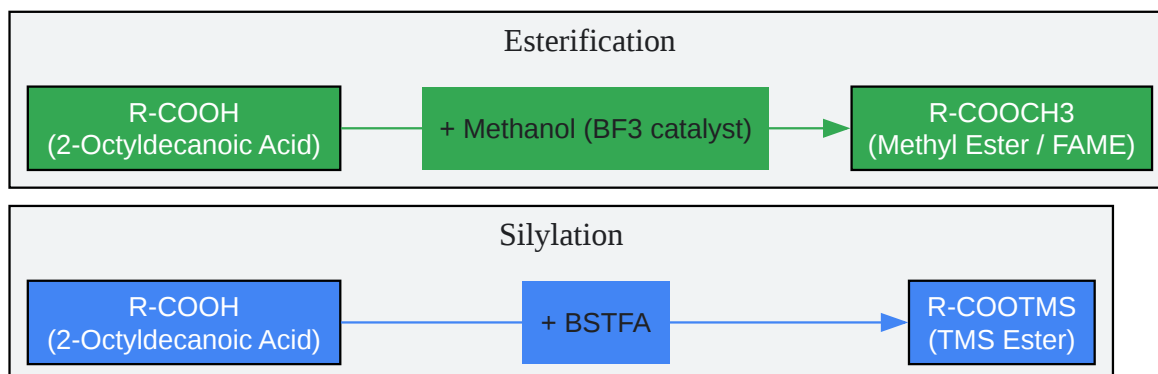 Esterification
R-COOH
(2-Octyldecanoic Acid)
+ Methanol (BF3 catalyst)
R-COOCH3
(Methyl Ester / FAME)
Silylation
R-COOH
(2-Octyldecanoic Acid)
+ BSTFA
R-COOTMS
(TMS Ester)